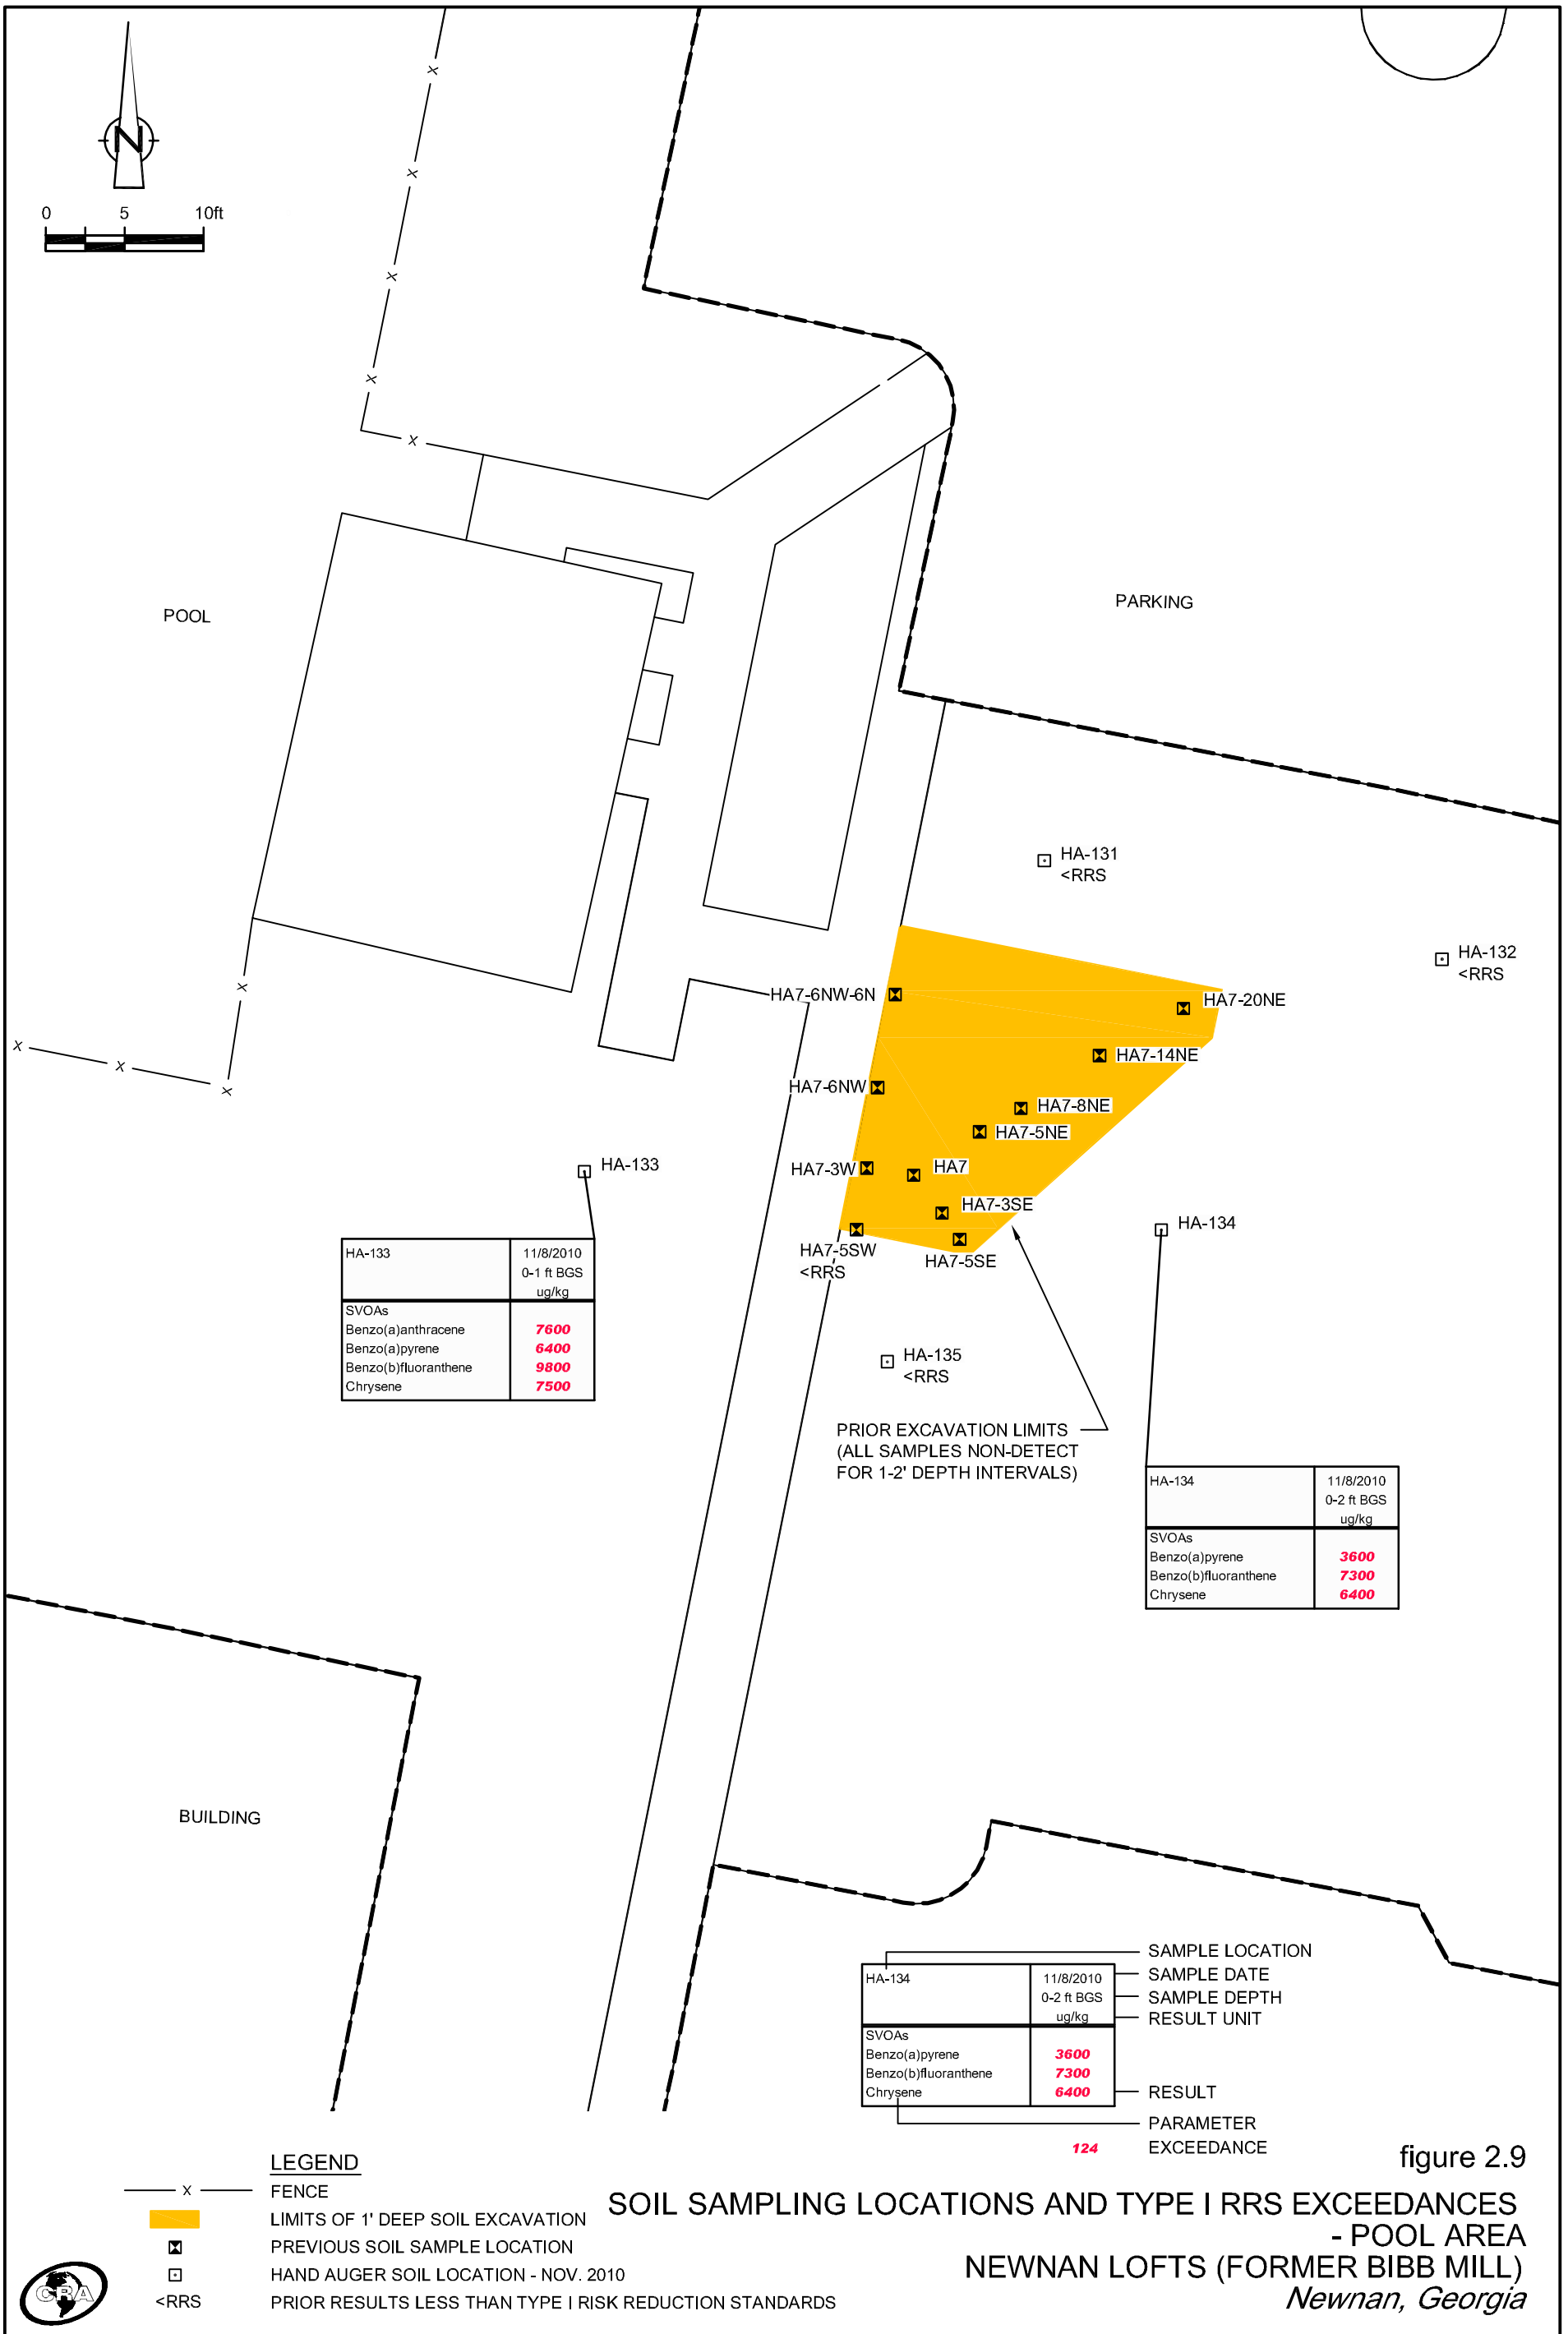 N
0 5 10ft
X
X
X
X
X
POOL
PARKING
HA-131
<RRS
HA-132
<RRS
X
HA7-6NW-6N
HA7-20NE
X
X
X
HA7-14NE
HA7-6NW
HA7-8NE
HA7-5NE
HA-133
HA7-3W
HA7
HA7-3SE
HA-134
HA7-5SW
<RRS
HA7-5SE
HA-133 11/8/2010
0-1 ft BGS
ug/kg
SVOAs
Benzo(a)anthracene 7600
Benzo(a)pyrene 6400
Benzo(b)fluoranthene 9800
Chrysene 7500
HA-135
<RRS
PRIOR EXCAVATION LIMITS
(ALL SAMPLES NON-DETECT
FOR 1-2' DEPTH INTERVALS)
HA-134 11/8/2010
0-2 ft BGS
ug/kg
SVOAs
Benzo(a)pyrene 3600
Benzo(b)fluoranthene 7300
Chrysene 6400
BUILDING
SAMPLE LOCATION
HA-134 11/8/2010 SAMPLE DATE
0-2 ft BGS SAMPLE DEPTH
ug/kg RESULT UNIT
SVOAs
Benzo(a)pyrene 3600
Benzo(b)fluoranthene 7300
Chrysene 6400 RESULT
PARAMETER
124 EXCEEDANCE
figure 2.9
LEGEND
X FENCE
LIMITS OF 1' DEEP SOIL EXCAVATION
PREVIOUS SOIL SAMPLE LOCATION
HAND AUGER SOIL LOCATION - NOV. 2010
<RRS PRIOR RESULTS LESS THAN TYPE I RISK REDUCTION STANDARDS
SOIL SAMPLING LOCATIONS AND TYPE I RRS EXCEEDANCES
- POOL AREA
NEWNAN LOFTS (FORMER BIBB MILL)
Newnan, Georgia
CRA